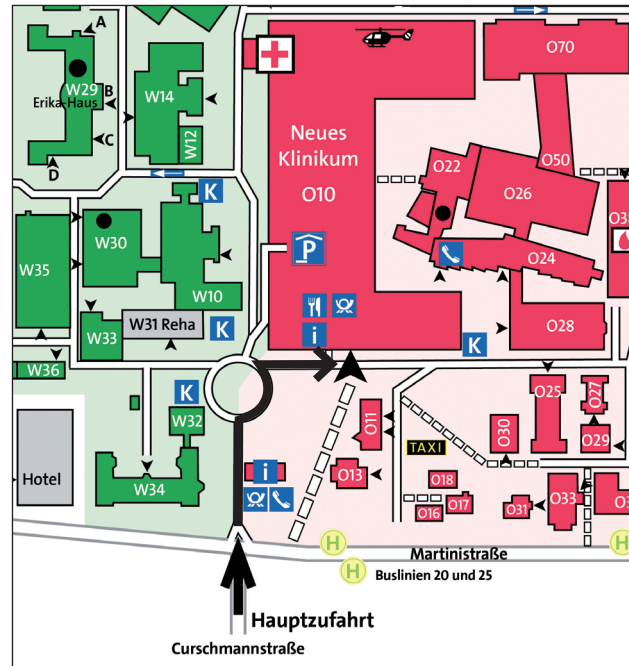 A
O70
W29
B
Erika-Haus
W14
Neues
Klinikum
O10
W12
C
D
O22
O50
O26
K
P
W30
W35
O24
W10
i
W31 Reha
W33
K
K
O28
W36
K
O25
O27
W32
O11
O30
O29
TAXI
Hotel
W34
i
O13
O18
O17
O16
O31
O33
H
H
H
Martinistraße
Buslinien 20 und 25
Hauptzufahrt
Curschmannstraße